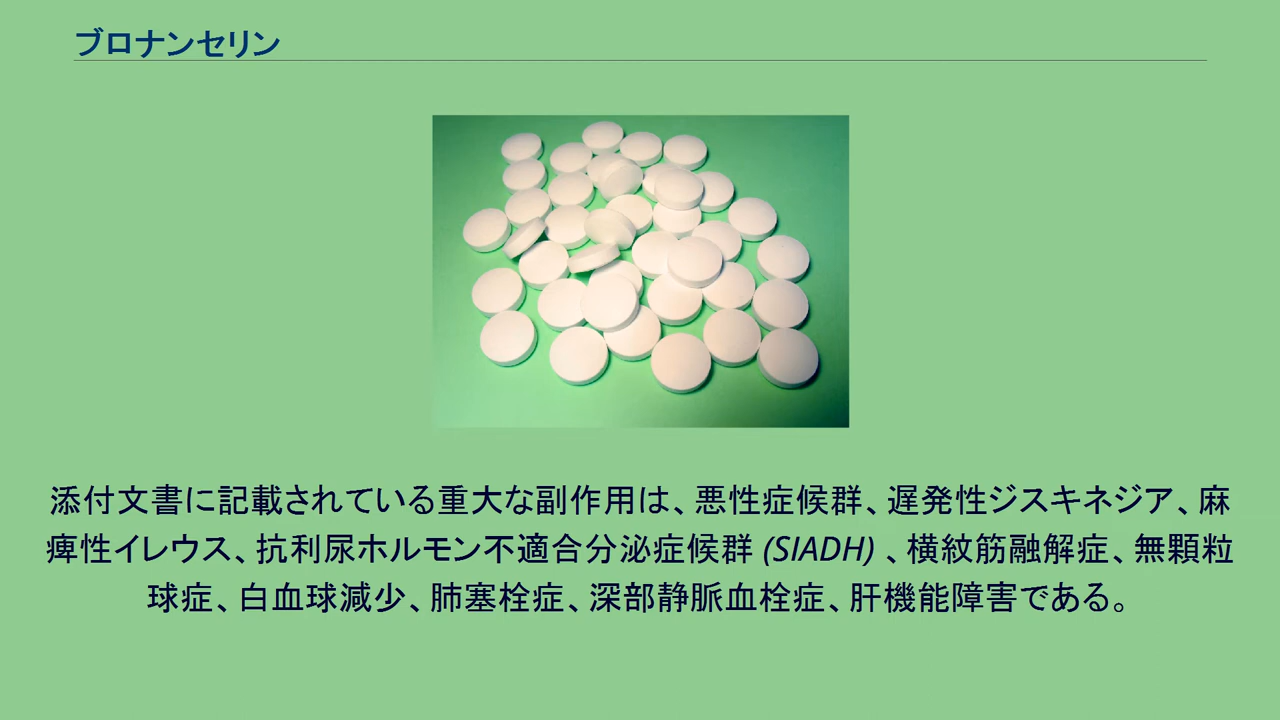 ブロナンセリン
添付文書に記載されている重大な副作用は、悪性症候群、遅発性ジスキネジア、麻
痺性イレウス、抗利尿ホルモン不適合分泌症候群 (SIADH) 、横紋筋融解症、無顆粒
球症、白血球減少、肺塞栓症、深部静脈血栓症、肝機能障害である。